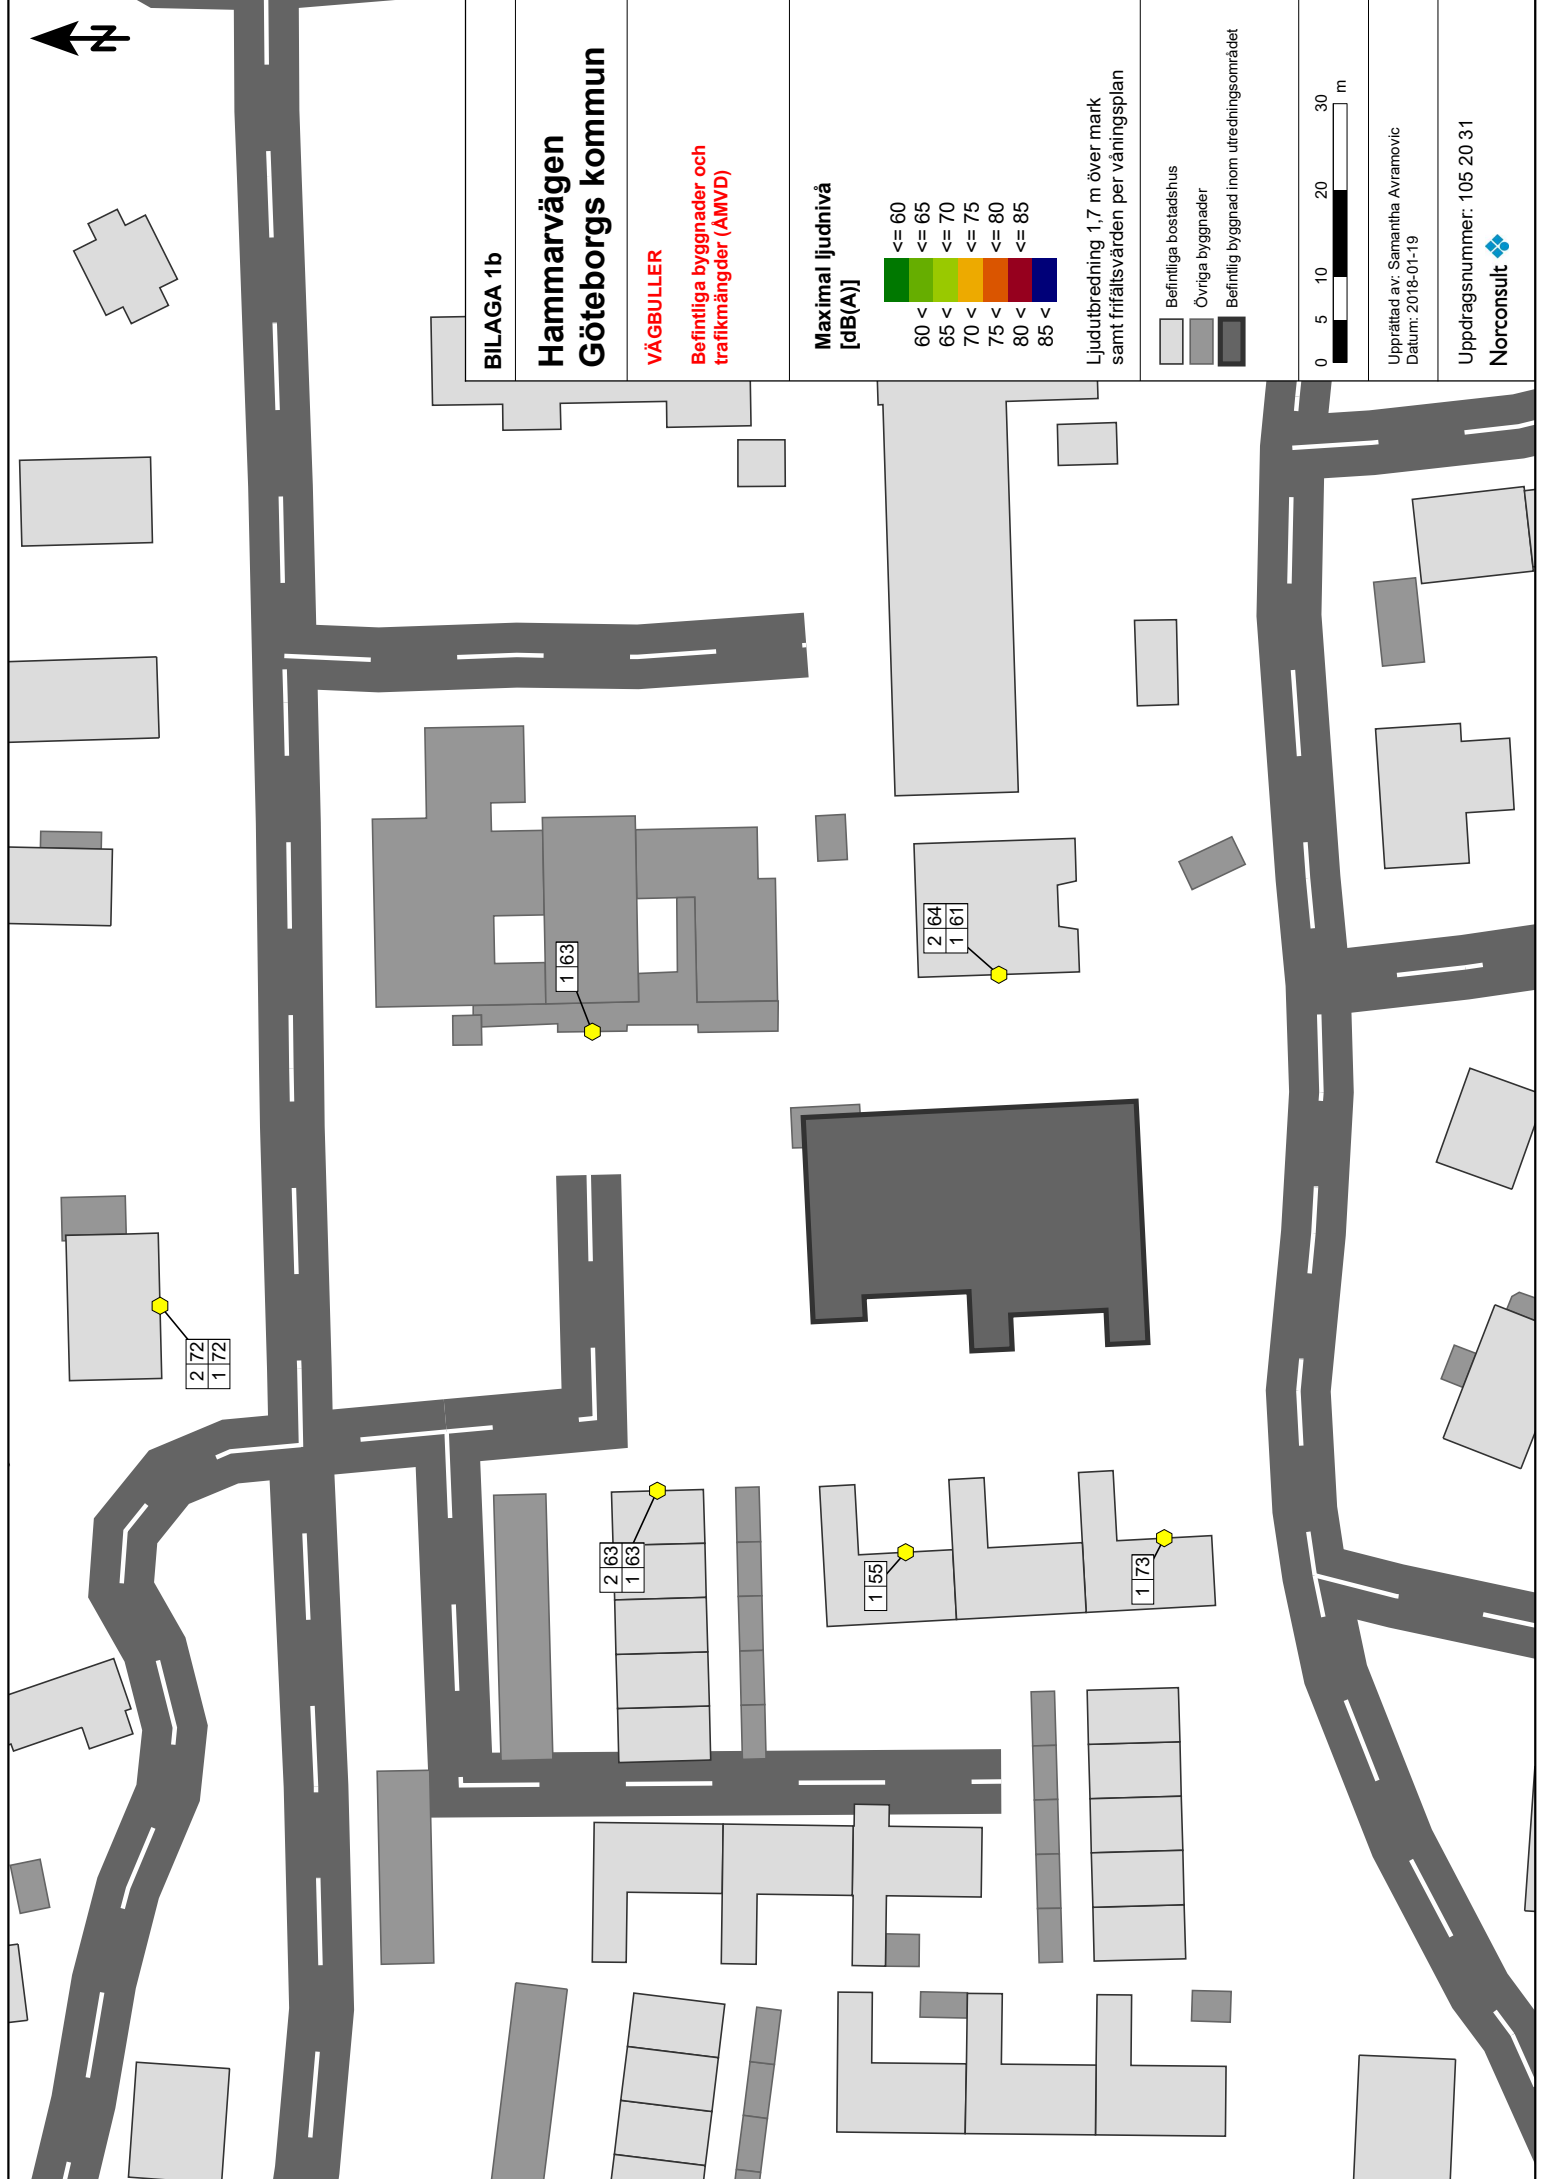 N
BILAGA 1b
Hammarvägen
Göteborgs kommun
VÄGBULLER
Befintliga byggnader och
trafikmängder (ÅMVD)
Maximal ljudnivå
[dB(A)]
<= 60
60 < <= 65
65 < <= 70
70 < <= 75
75 < <= 80
80 < <= 85
85 <
Ljudutbredning 1,7 m över mark
samt frifältsvärden per våningsplan
Befintliga bostadshus
Övriga byggnader
Befintlig byggnad inom utredningsområdet
0 5 10 20 30
m
Upprättad av: Samantha Avramovic
Datum: 2018-01-19
Uppdragsnummer: 105 20 31
Norconsult
2 72
1 72
1 63
2 64
1 61
2 63
1 63
1 55
1 73